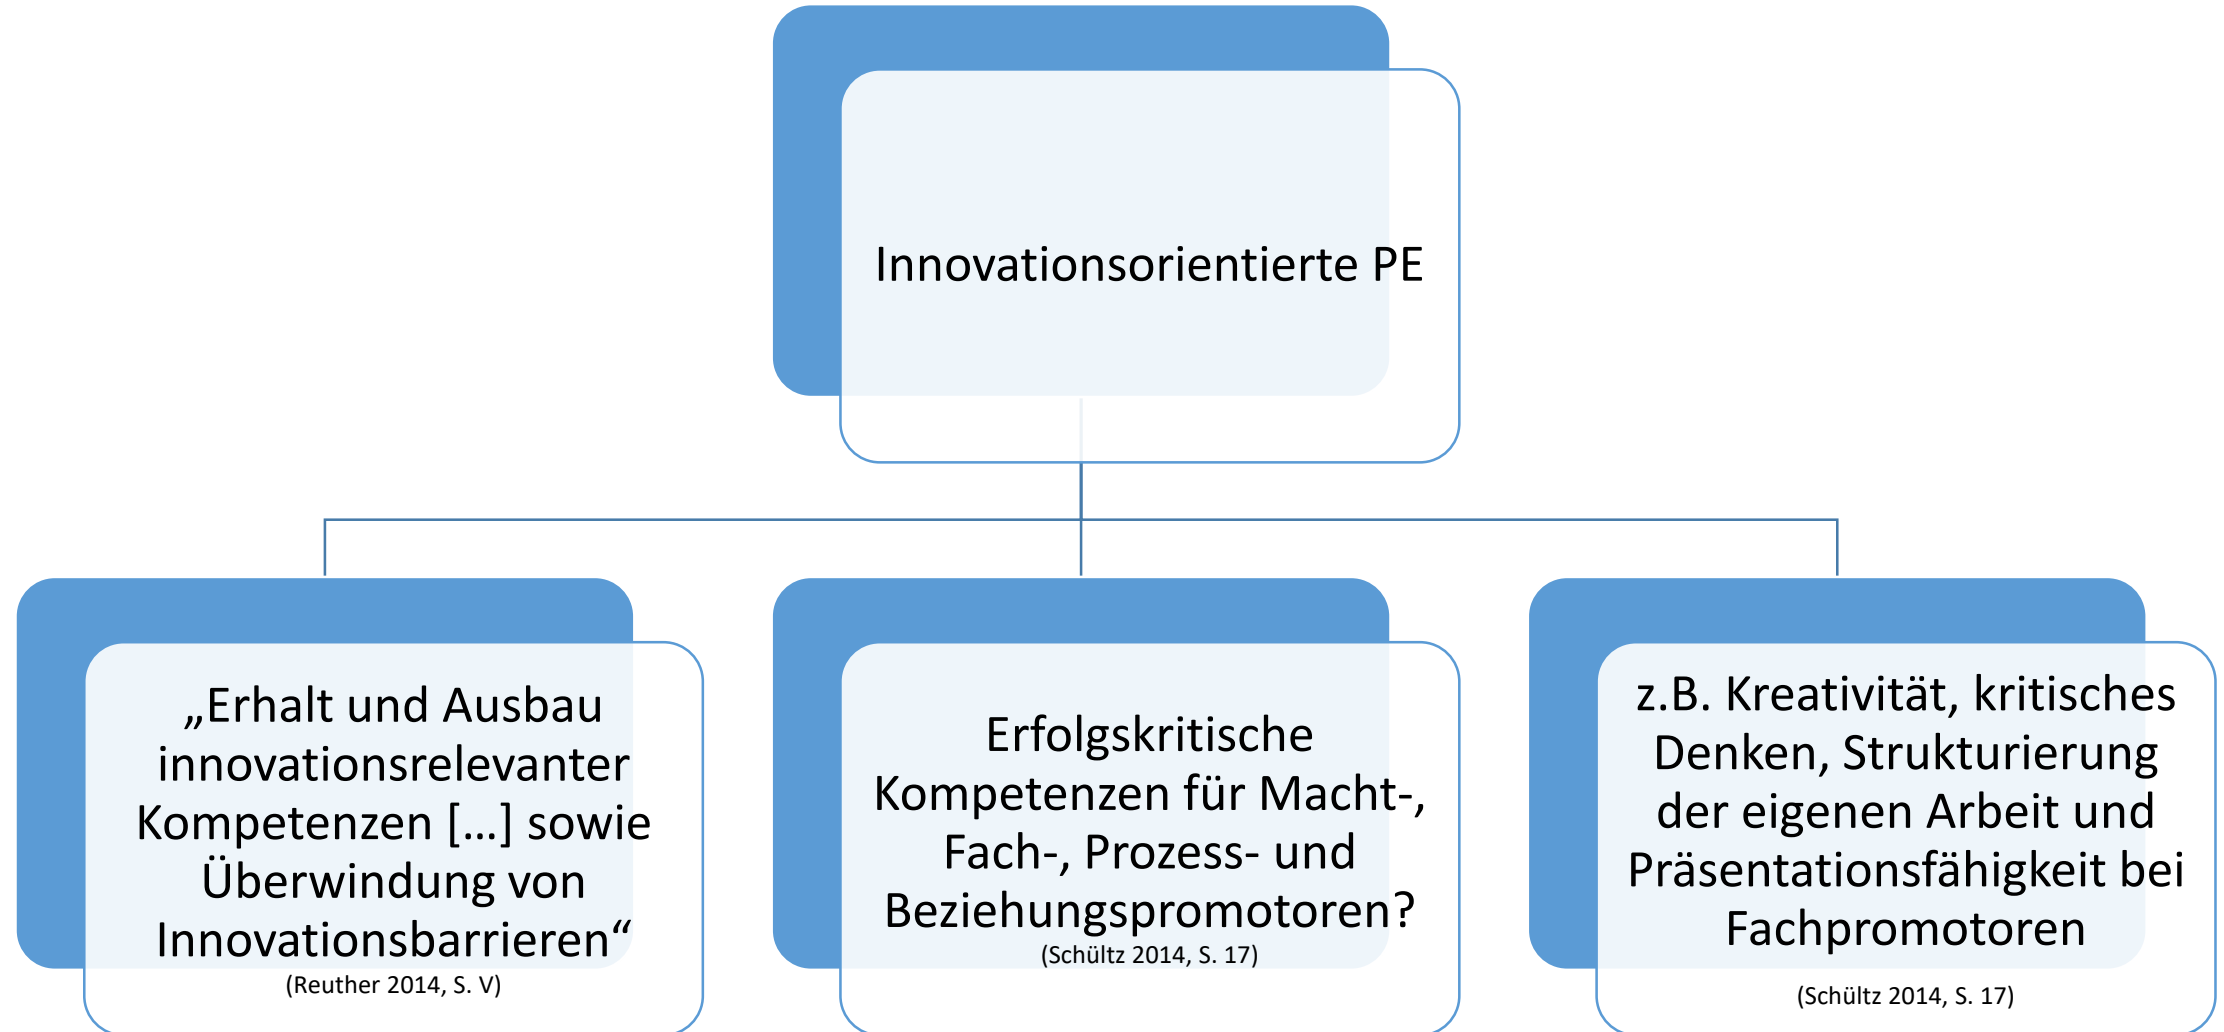 Innovationsorientierte PE
„Erhalt und Ausbau
innovationsrelevanter
Kompetenzen […] sowie
Überwindung von
Innovationsbarrieren“
(Reuther 2014, S. V)
Erfolgskritische
Kompetenzen für Macht-,
Fach-, Prozess- und
Beziehungspromotoren?
(Schültz 2014, S. 17)
z.B. Kreativität, kritisches
Denken, Strukturierung
der eigenen Arbeit und
Präsentationsfähigkeit bei
Fachpromotoren
(Schültz 2014, S. 17)